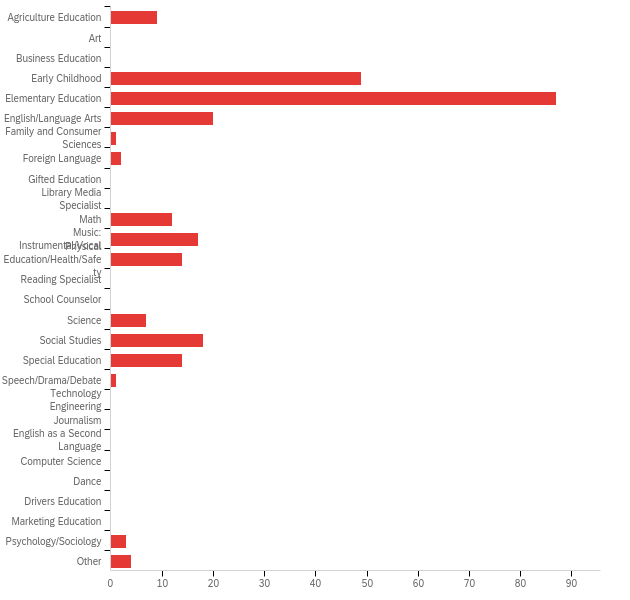 Agriculture Education
Art
Business Education
Early Childhood
Elementary Education
English/Language Arts
Family and Consumer
Sciences
Foreign Language
Gifted Education
Library Media
Specialist
Math
Music:
Instrumental/Vocal
Physical
Education/Health/Safe
ty
Reading Specialist
School Counselor
Science
Social Studies
Special Education
Speech/Drama/Debate
Technology
Engineering
Journalism
English as a Second
Language
Computer Science
Dance
Drivers Education
Marketing Education
Psychology/Sociology
Other
0 10 20 30 40 50 60 70 80 90